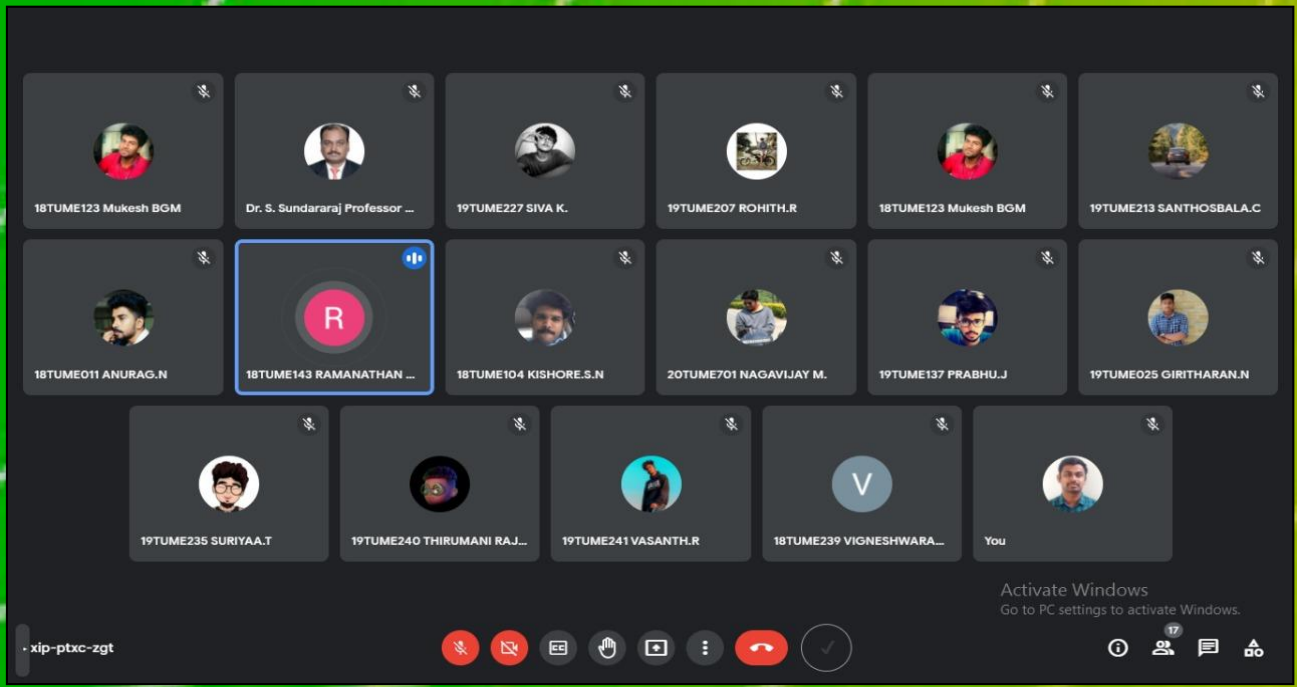 18TUME123 Mukesh BGM
Dr. S. Sundararaj Professor ...
19TUME227 SIVA K.
19TUME207 ROHITH.R
18TUME123 Mukesh BGM
19TUME213 SANTHOSBALA.C
18TUME011 ANURAG.N
R
18TUME143 RAMANATHAN ...
18TUME104 KISHORE.S.N
20TUME701 NAGAVIJAY M.
19TUME137 PRABHU.J
19TUME025 GIRITHARAN.N
19TUME235 SURIYAA.T
19TUME240 THIRUMANI RAJ...
19TUME241 VASANTH.R
V
18TUME239 VIGNESHWARA...
You
Activate Windows
Go to PC settings to activate Windows.
xip-ptxc-zgt
CC
17